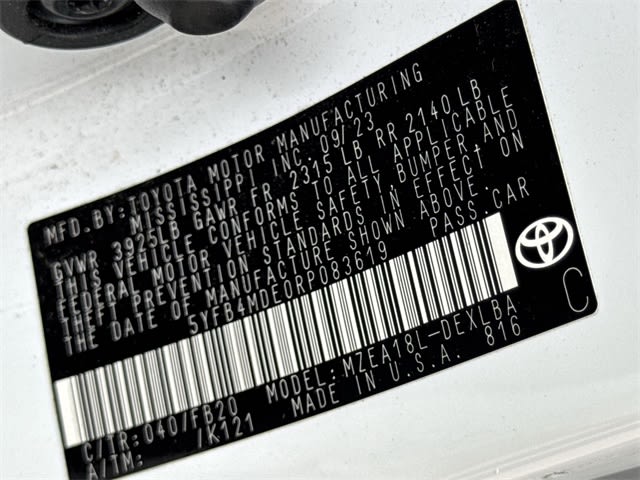 MFD.BY:TOYOTA MOTOR MANUFACTURING
MISSISSIPPI INC. 09/23
GVWR 3925LB GAWR FR 2315 LB RR 2140 LB
THIS VEHICLE CONFORMS TO ALL APPLICABLE
FEDERAL MOTOR VEHICLE SAFETY, BUMPER, AND
THEFT PREVENTION STANDARDS IN EFFECT ON
THE DATE OF MANUFACTURE SHOWN ABOVE.
5YFB4MDE0RP083619 PASS.CAR
C/TR: 040/FB20 MODEL: MZEA18L-DEXLBA
A/TM: /K121 MADE IN U.S.A. 816
C